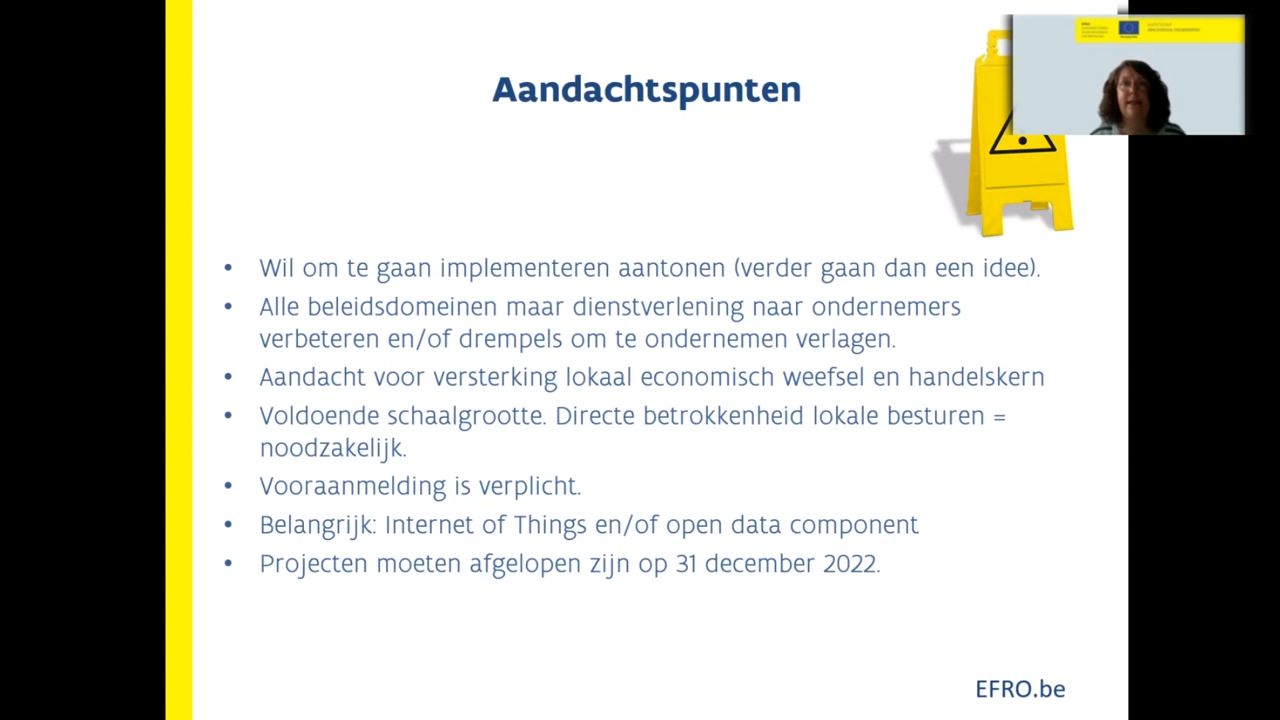 Aandachtspunten
• Wil om te gaan implementeren aantonen (verder gaan dan een idee).
• Alle beleidsdomeinen maar dienstverlening naar ondernemers
verbeteren en/of drempels om te ondernemen verlagen.
• Aandacht voor versterking lokaal economisch weefsel en handelskern
• Voldoende schaalgrootte. Directe betrokkenheid lokale besturen =
noodzakelijk.
• Vooraanmelding is verplicht.
• Belangrijk: Internet of Things en/of open data component
• Projecten moeten afgelopen zijn op 31 december 2022.
EFRO.be